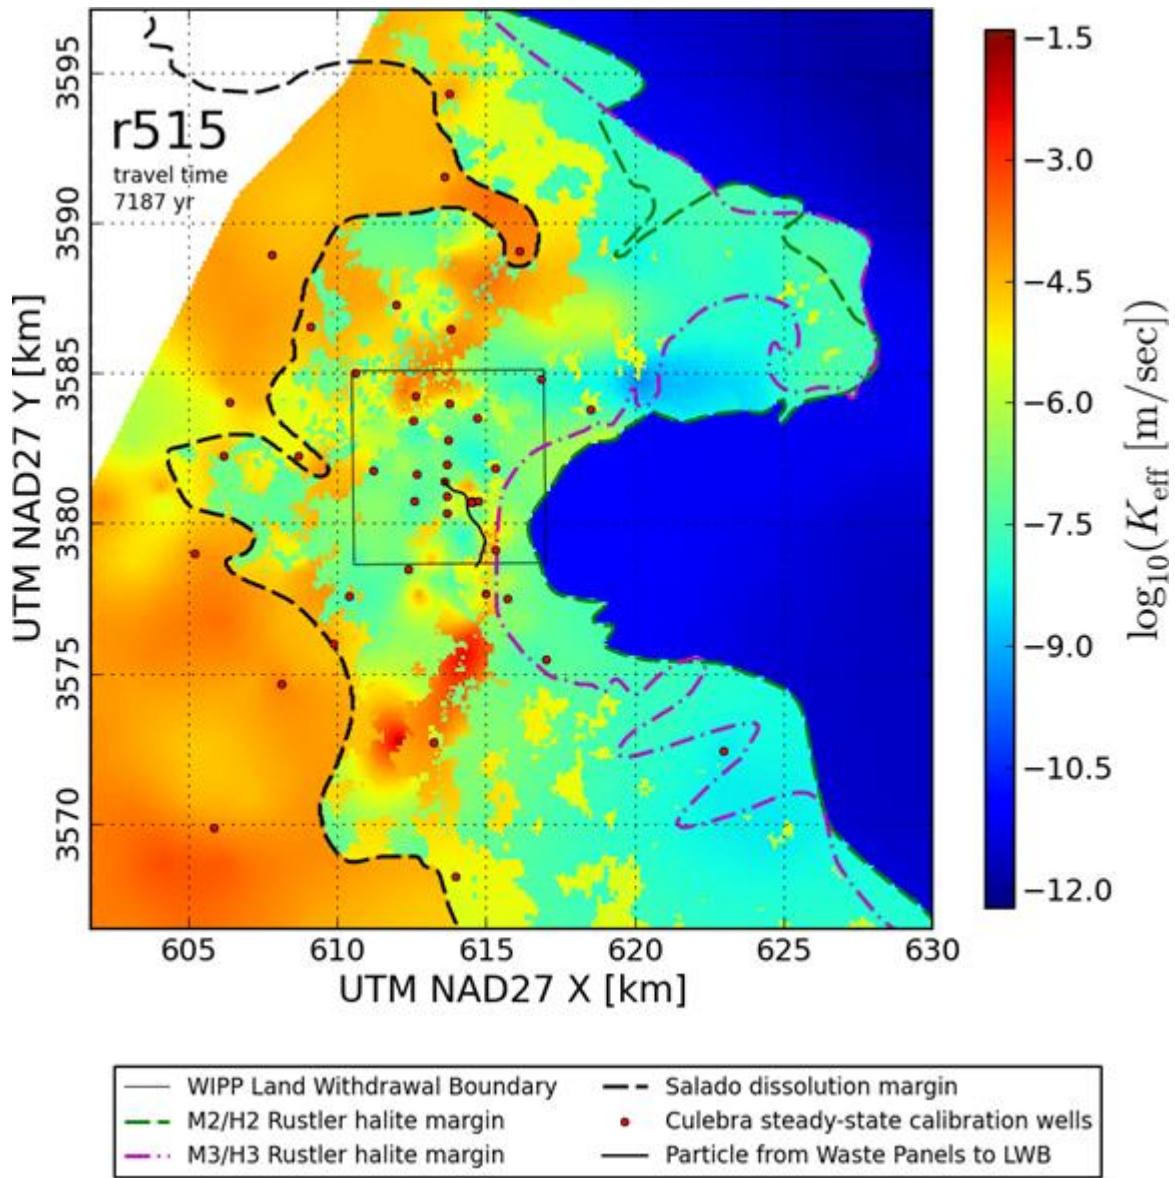 r515
travel time
7187 yr
3595
3590
3585
3580
3575
3570
UTM NAD27 Y [km]
605 610 615 620 625 630
UTM NAD27 X [km]
−1.5
−3.0
−4.5
−6.0
−7.5
−9.0
−10.5
−12.0
log₁₀(K_eff [m/sec])
WIPP Land Withdrawal Boundary
M2/H2 Rustler halite margin
M3/H3 Rustler halite margin
Salado dissolution margin
Culebra steady-state calibration wells
Particle from Waste Panels to LWB